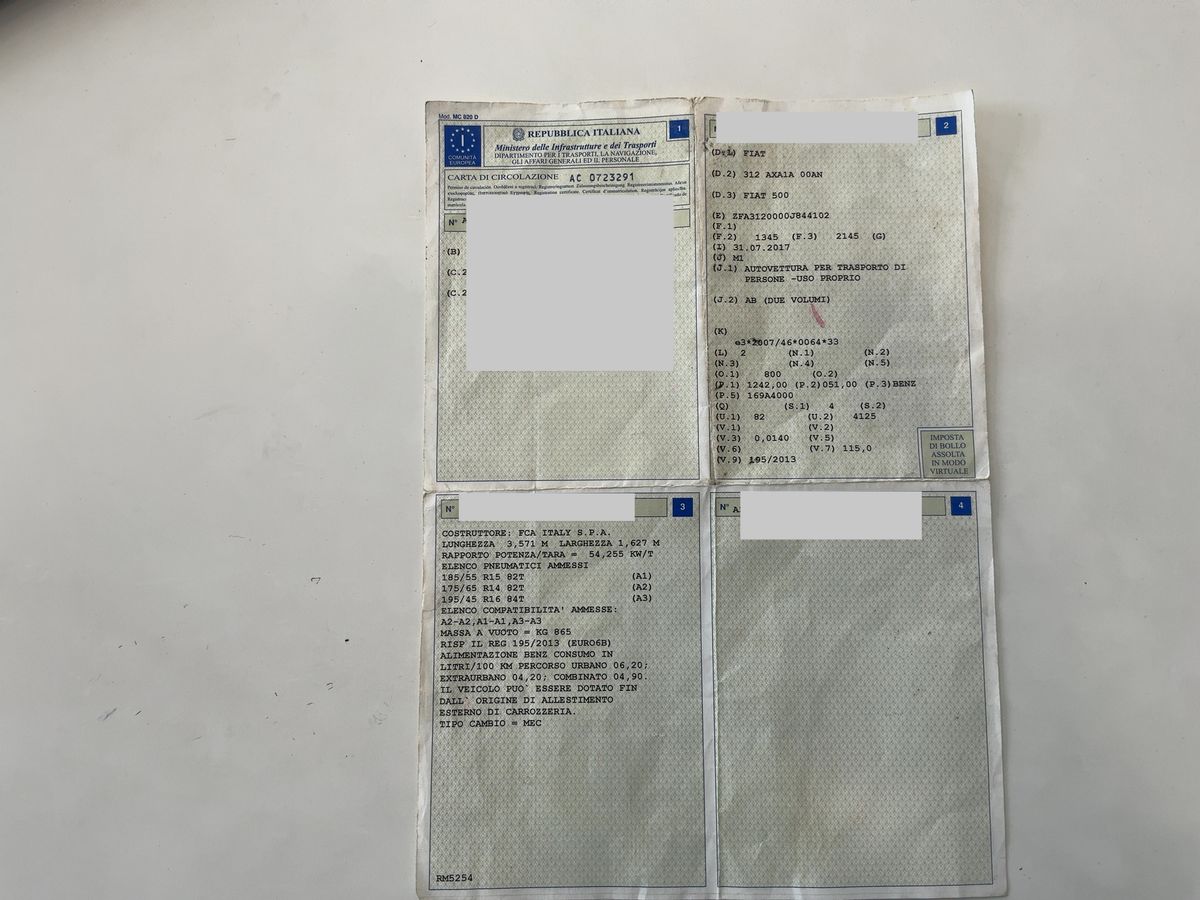 Mod. MC 820 D
COMUNITÀ
EUROPEA
REPUBBLICA ITALIANA
1
Ministero delle Infrastrutture e dei Trasporti
DIPARTIMENTO PER I TRASPORTI, LA NAVIGAZIONE,
GLI AFFARI GENERALI ED IL PERSONALE
CARTA DI CIRCOLAZIONE AC 0723291
N° A
(B)
(C.2
(C.2
2
(D.1) FIAT
(D.2) 312 AXA1A 00AN
(D.3) FIAT 500
(E) ZFA3120000J844102
(F.1)
(F.2) 1345 (F.3) 2145 (G)
(I) 31.07.2017
(J) M1
(J.1) AUTOVETTURA PER TRASPORTO DI
PERSONE -USO PROPRIO
(J.2) AB (DUE VOLUMI)
(K)
e3*2007/46*0064*33
(L) 2 (N.1) (N.2)
(N.3) (N.4) (N.5)
(O.1) 800 (O.2)
(P.1) 1242,00 (P.2)051,00 (P.3)BENZ
(P.5) 169A4000
(Q) (S.1) 4 (S.2)
(U.1) 82 (U.2) 4125
(V.1) (V.2)
(V.3) 0,0140 (V.5)
(V.6) (V.7) 115,0
(V.9) 195/2013
IMPOSTA
DI BOLLO
ASSOLTA
IN MODO
VIRTUALE
N° 3
COSTRUTTORE: FCA ITALY S.P.A.
LUNGHEZZA 3,571 M LARGHEZZA 1,627 M
RAPPORTO POTENZA/TARA = 54,255 KW/T
ELENCO PNEUMATICI AMMESSI
185/55 R15 82T (A1)
175/65 R14 82T (A2)
195/45 R16 84T (A3)
ELENCO COMPATIBILITA' AMMESSE:
A2-A2,A1-A1,A3-A3
MASSA A VUOTO = KG 865
RISP IL REG 195/2013 (EURO6B)
ALIMENTAZIONE BENZ CONSUMO IN
LITRI/100 KM PERCORSO URBANO 06,20;
EXTRAURBANO 04,20; COMBINATO 04,90.
IL VEICOLO PUO` ESSERE DOTATO FIN
DALL` ORIGINE DI ALLESTIMENTO
ESTERNO DI CARROZZERIA.
TIPO CAMBIO = MEC
RM5254
N° A 4